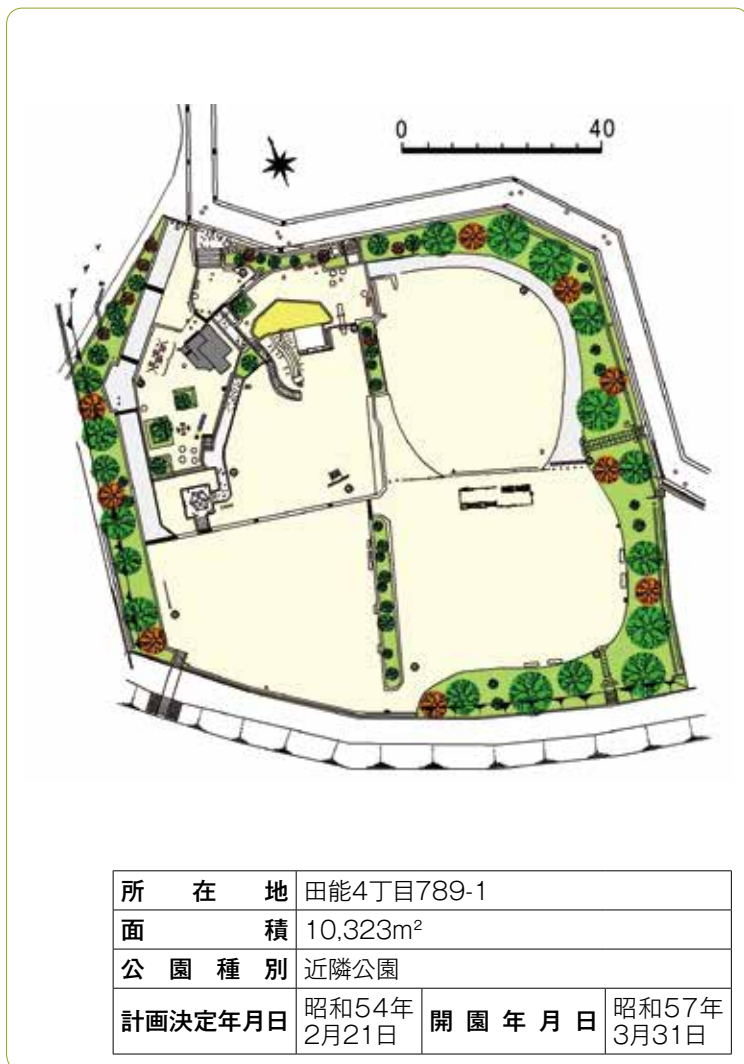 0 40
所在地 田能4丁目789-1
面積 10,323m²
公園種別 近隣公園
計画決定年月日 昭和54年2月21日 開園年月日 昭和57年3月31日